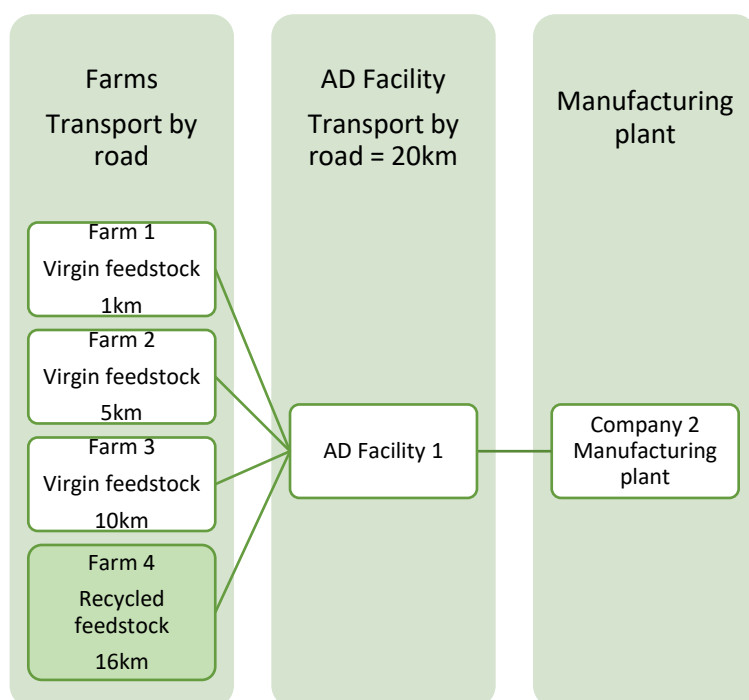 Farms
Transport by
road
AD Facility
Transport by
road = 20km
Manufacturing
plant
Farm 1
Virgin feedstock
1km
Farm 2
Virgin feedstock
5km
Farm 3
Virgin feedstock
10km
Farm 4
Recycled
feedstock
16km
AD Facility 1
Company 2
Manufacturing
plant